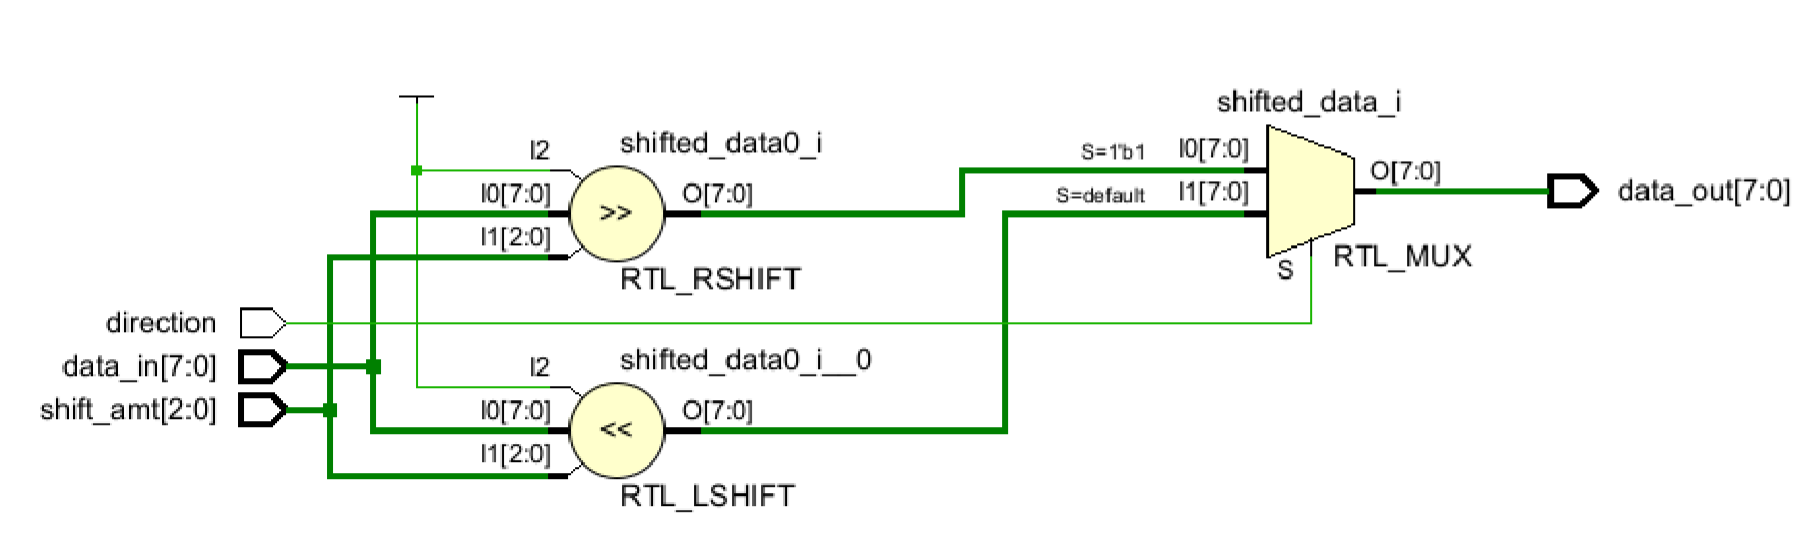 shifted_data_i
shifted_data0_i
I2
S=1'b1
I0[7:0]
O[7:0]
I0[7:0]
>>
O[7:0]
S=default
I1[7:0]
data_out[7:0]
I1[2:0]
RTL_RSHIFT
S
RTL_MUX
direction
data_in[7:0]
I2
shifted_data0_i__0
shift_amt[2:0]
I0[7:0]
<<
O[7:0]
I1[2:0]
RTL_LSHIFT